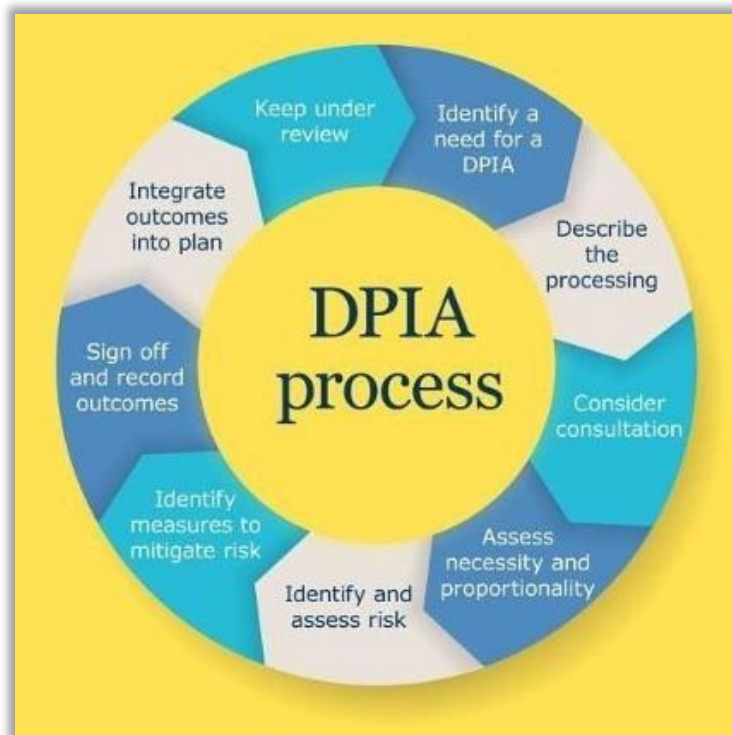 DPIA
process
Identify a
need for a
DPIA
Describe
the
processing
Consider
consultation
Assess
necessity and
proportionality
Identify and
assess risk
Identify
measures to
mitigate risk
Sign off
and record
outcomes
Integrate
outcomes
into plan
Keep under
review